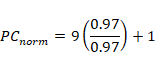 PC_norm = 9(0.97/0.97) + 1